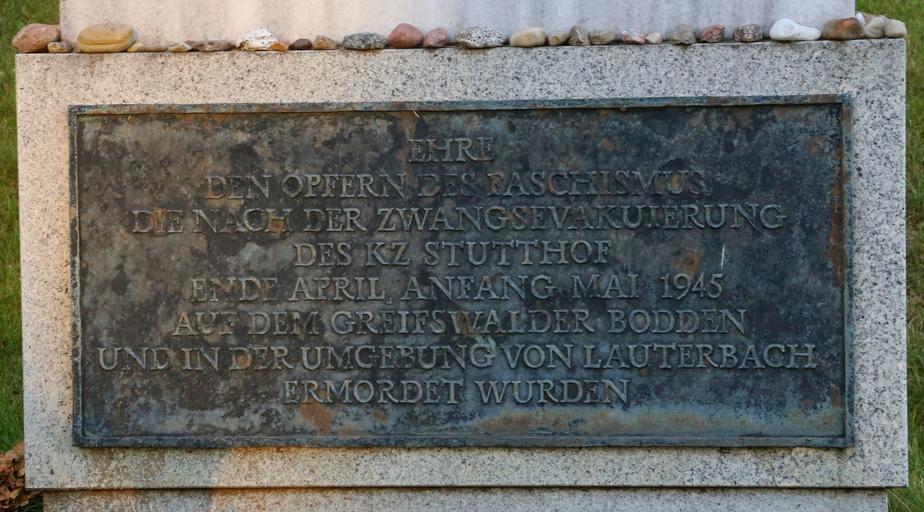 EHRE
DEN OPFERN DES FASCHISMUS
DIE NACH DER ZWANGSEVAKUIERUNG
DES KZ STUTTHOF
ENDE APRIL, ANFANG MAI 1945
AUF DEM GREIFSWALDER BODDEN
UND IN DER UMGEBUNG VON LAUTERBACH
ERMORDET WURDEN